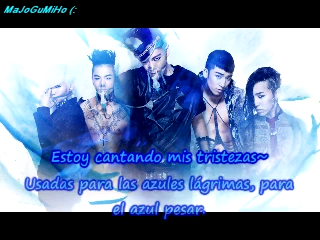 MaJoGuMiHo (:
Estoy cantando mis tristezas~
Usadas para las azules lágrimas, para
el azul pesar.